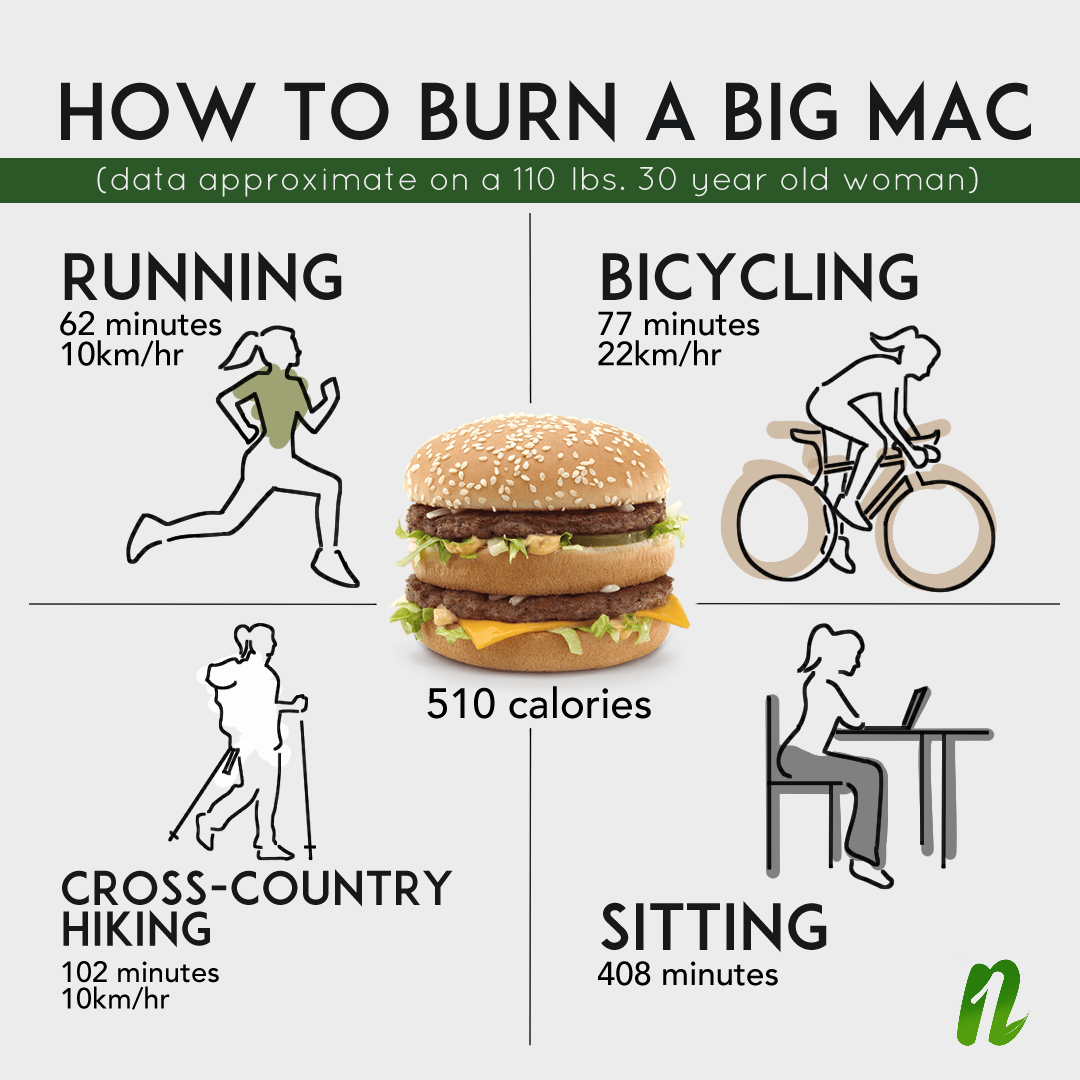 HOW TO BURN A BIG MAC
(data approximate on a 110 lbs. 30 year old woman)
RUNNING
62 minutes
10km/hr
BICYCLING
77 minutes
22km/hr
510 calories
CROSS-COUNTRY
HIKING
102 minutes
10km/hr
SITTING
408 minutes
n